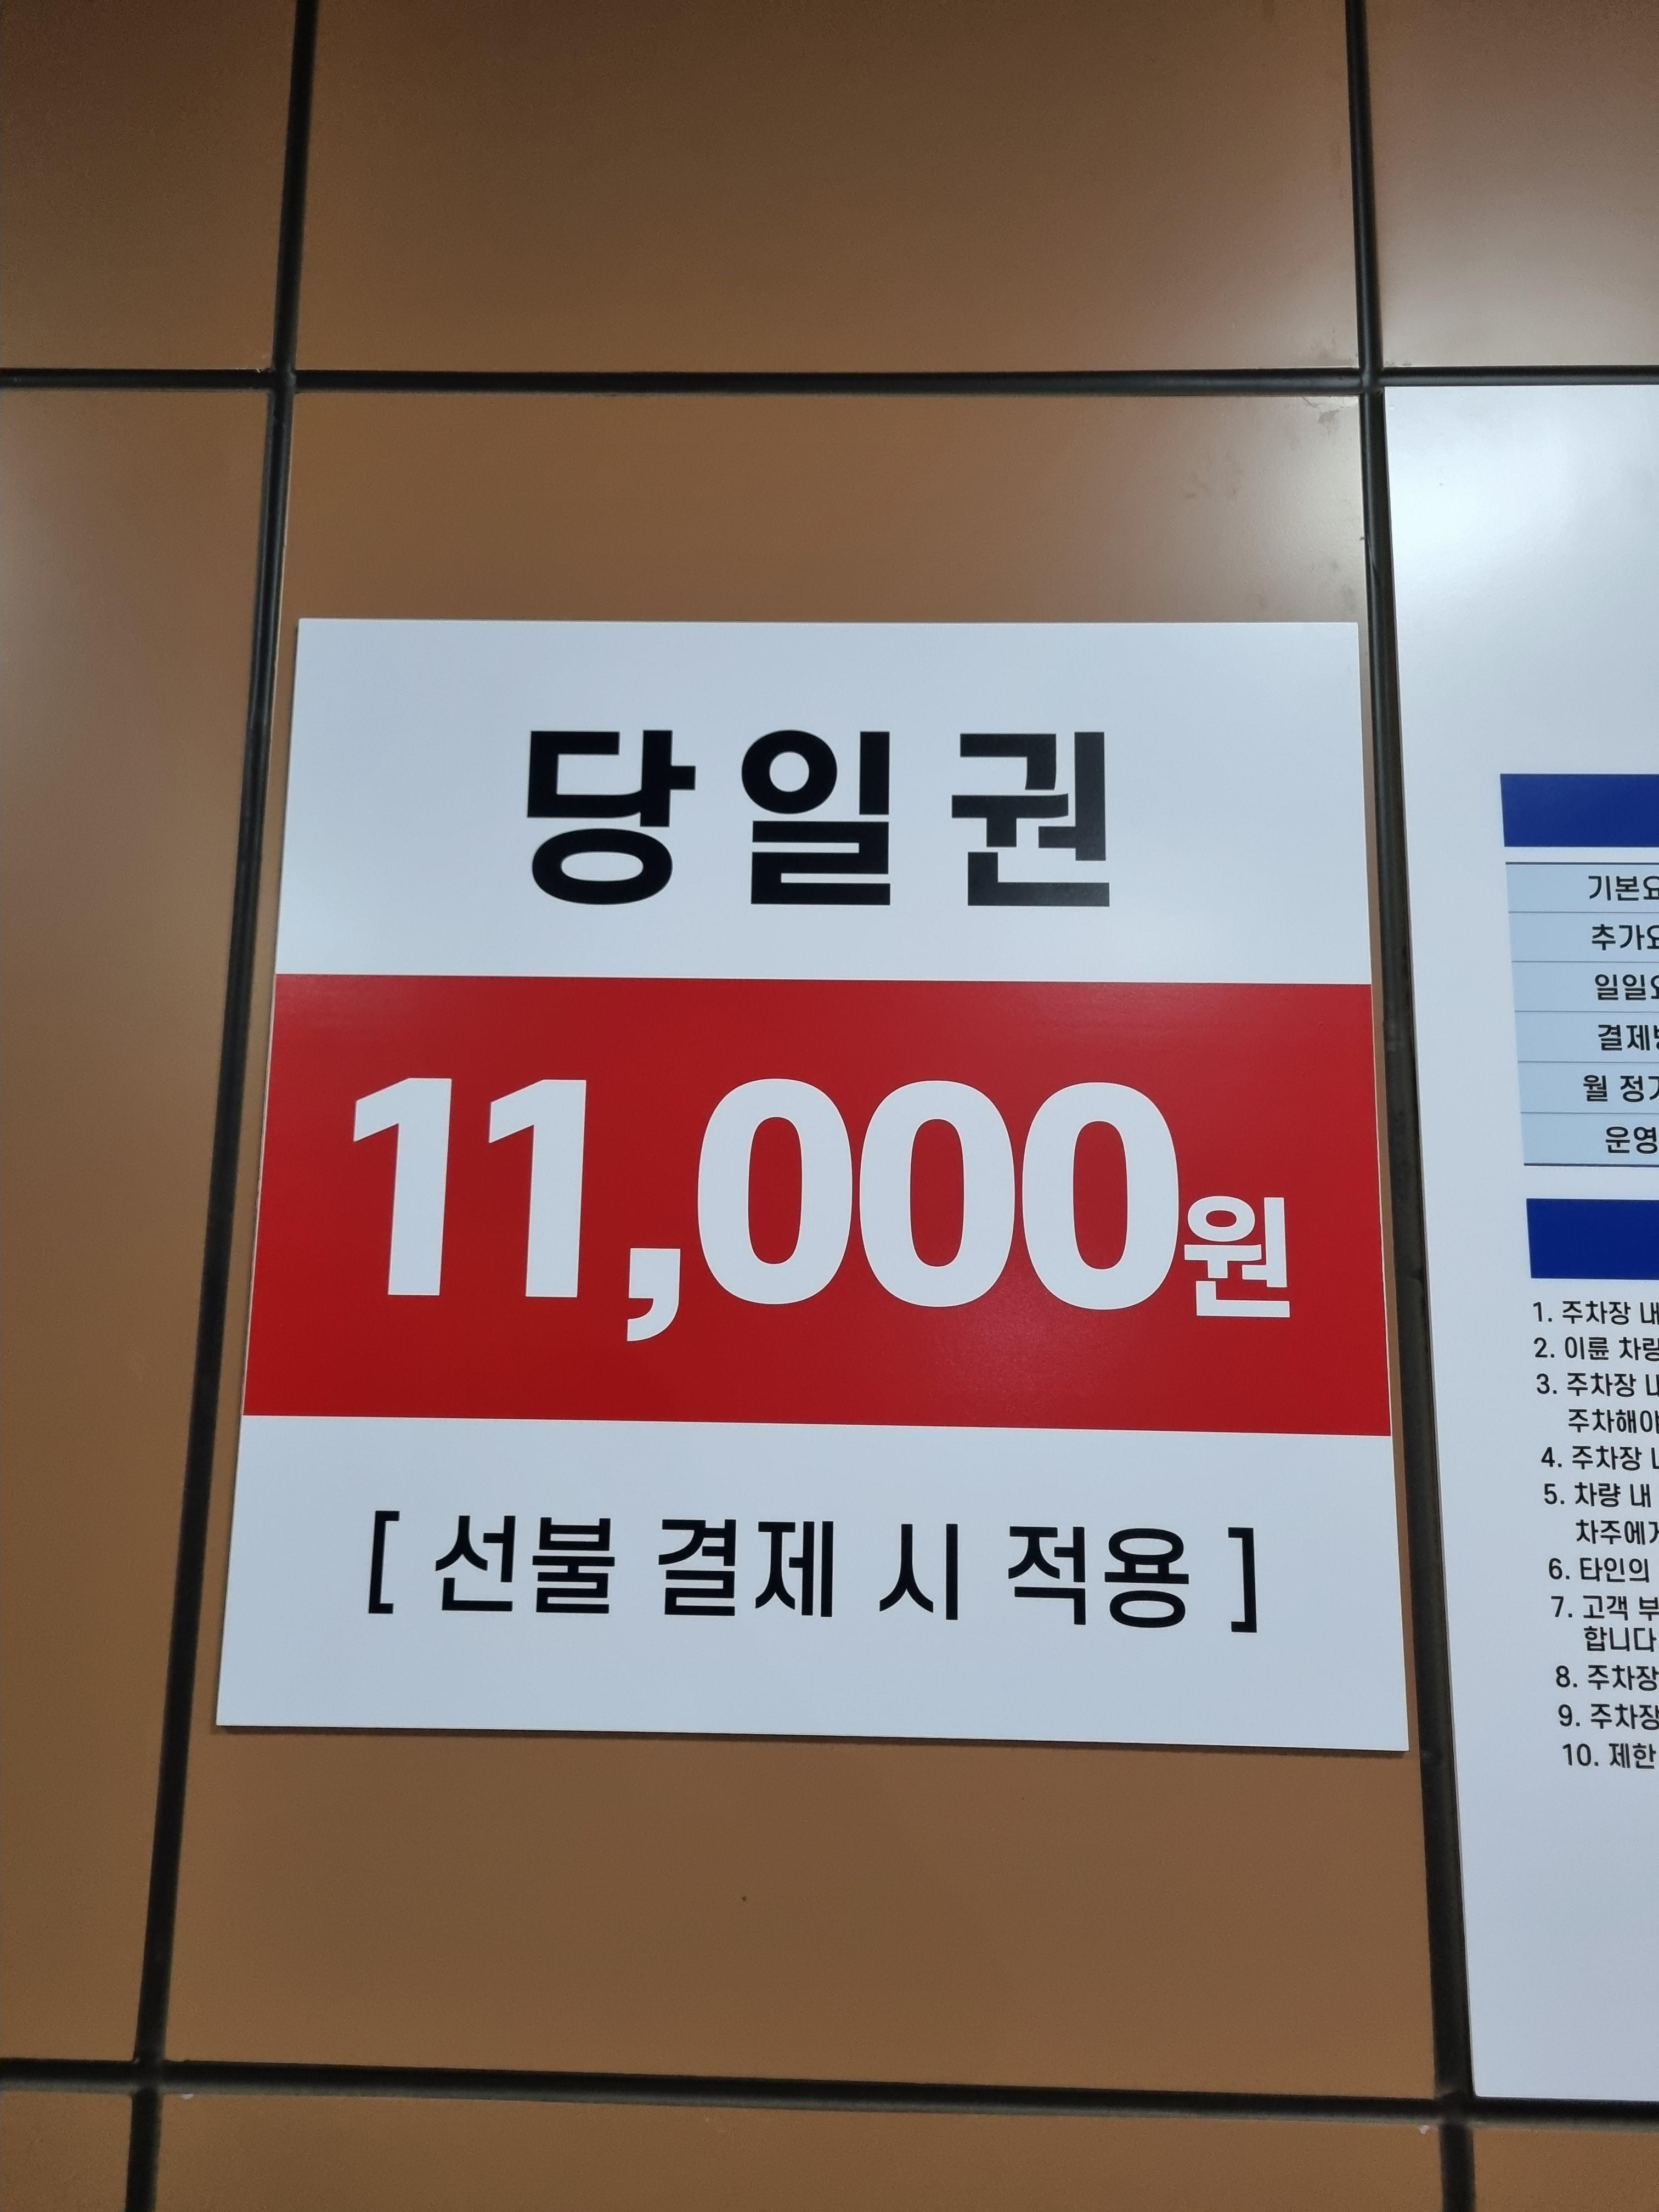 당일권
11,000원
[ 선불 결제 시 적용 ]
기본요
추가요
일일요
결제방
월 정기
운영
1. 주차장 내
2. 이륜 차량
3. 주차장 내
주차해야
4. 주차장 내
5. 차량 내
차주에게
6. 타인의
7. 고객 부
합니다
8. 주차장
9. 주차장
10. 제한